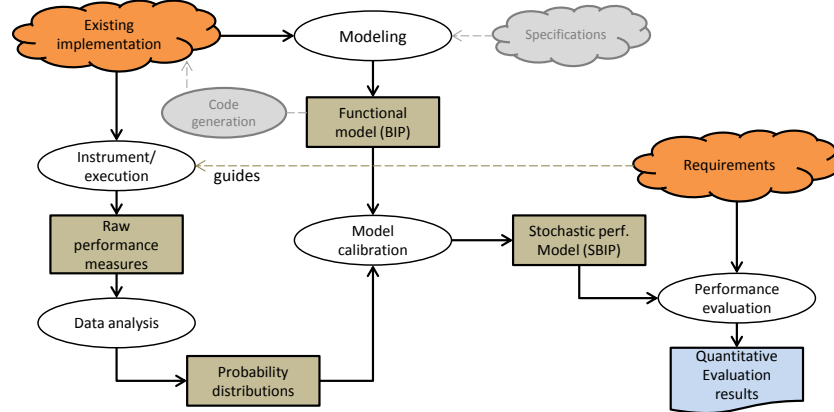 Existing
implementation
Modeling
Specifications
Code
generation
Functional
model (BIP)
Instrument/
execution
guides
Requirements
Raw
performance
measures
Model
calibration
Stochastic perf.
Model (SBIP)
Performance
evaluation
Data analysis
Probability
distributions
Quantitative
Evaluation
results